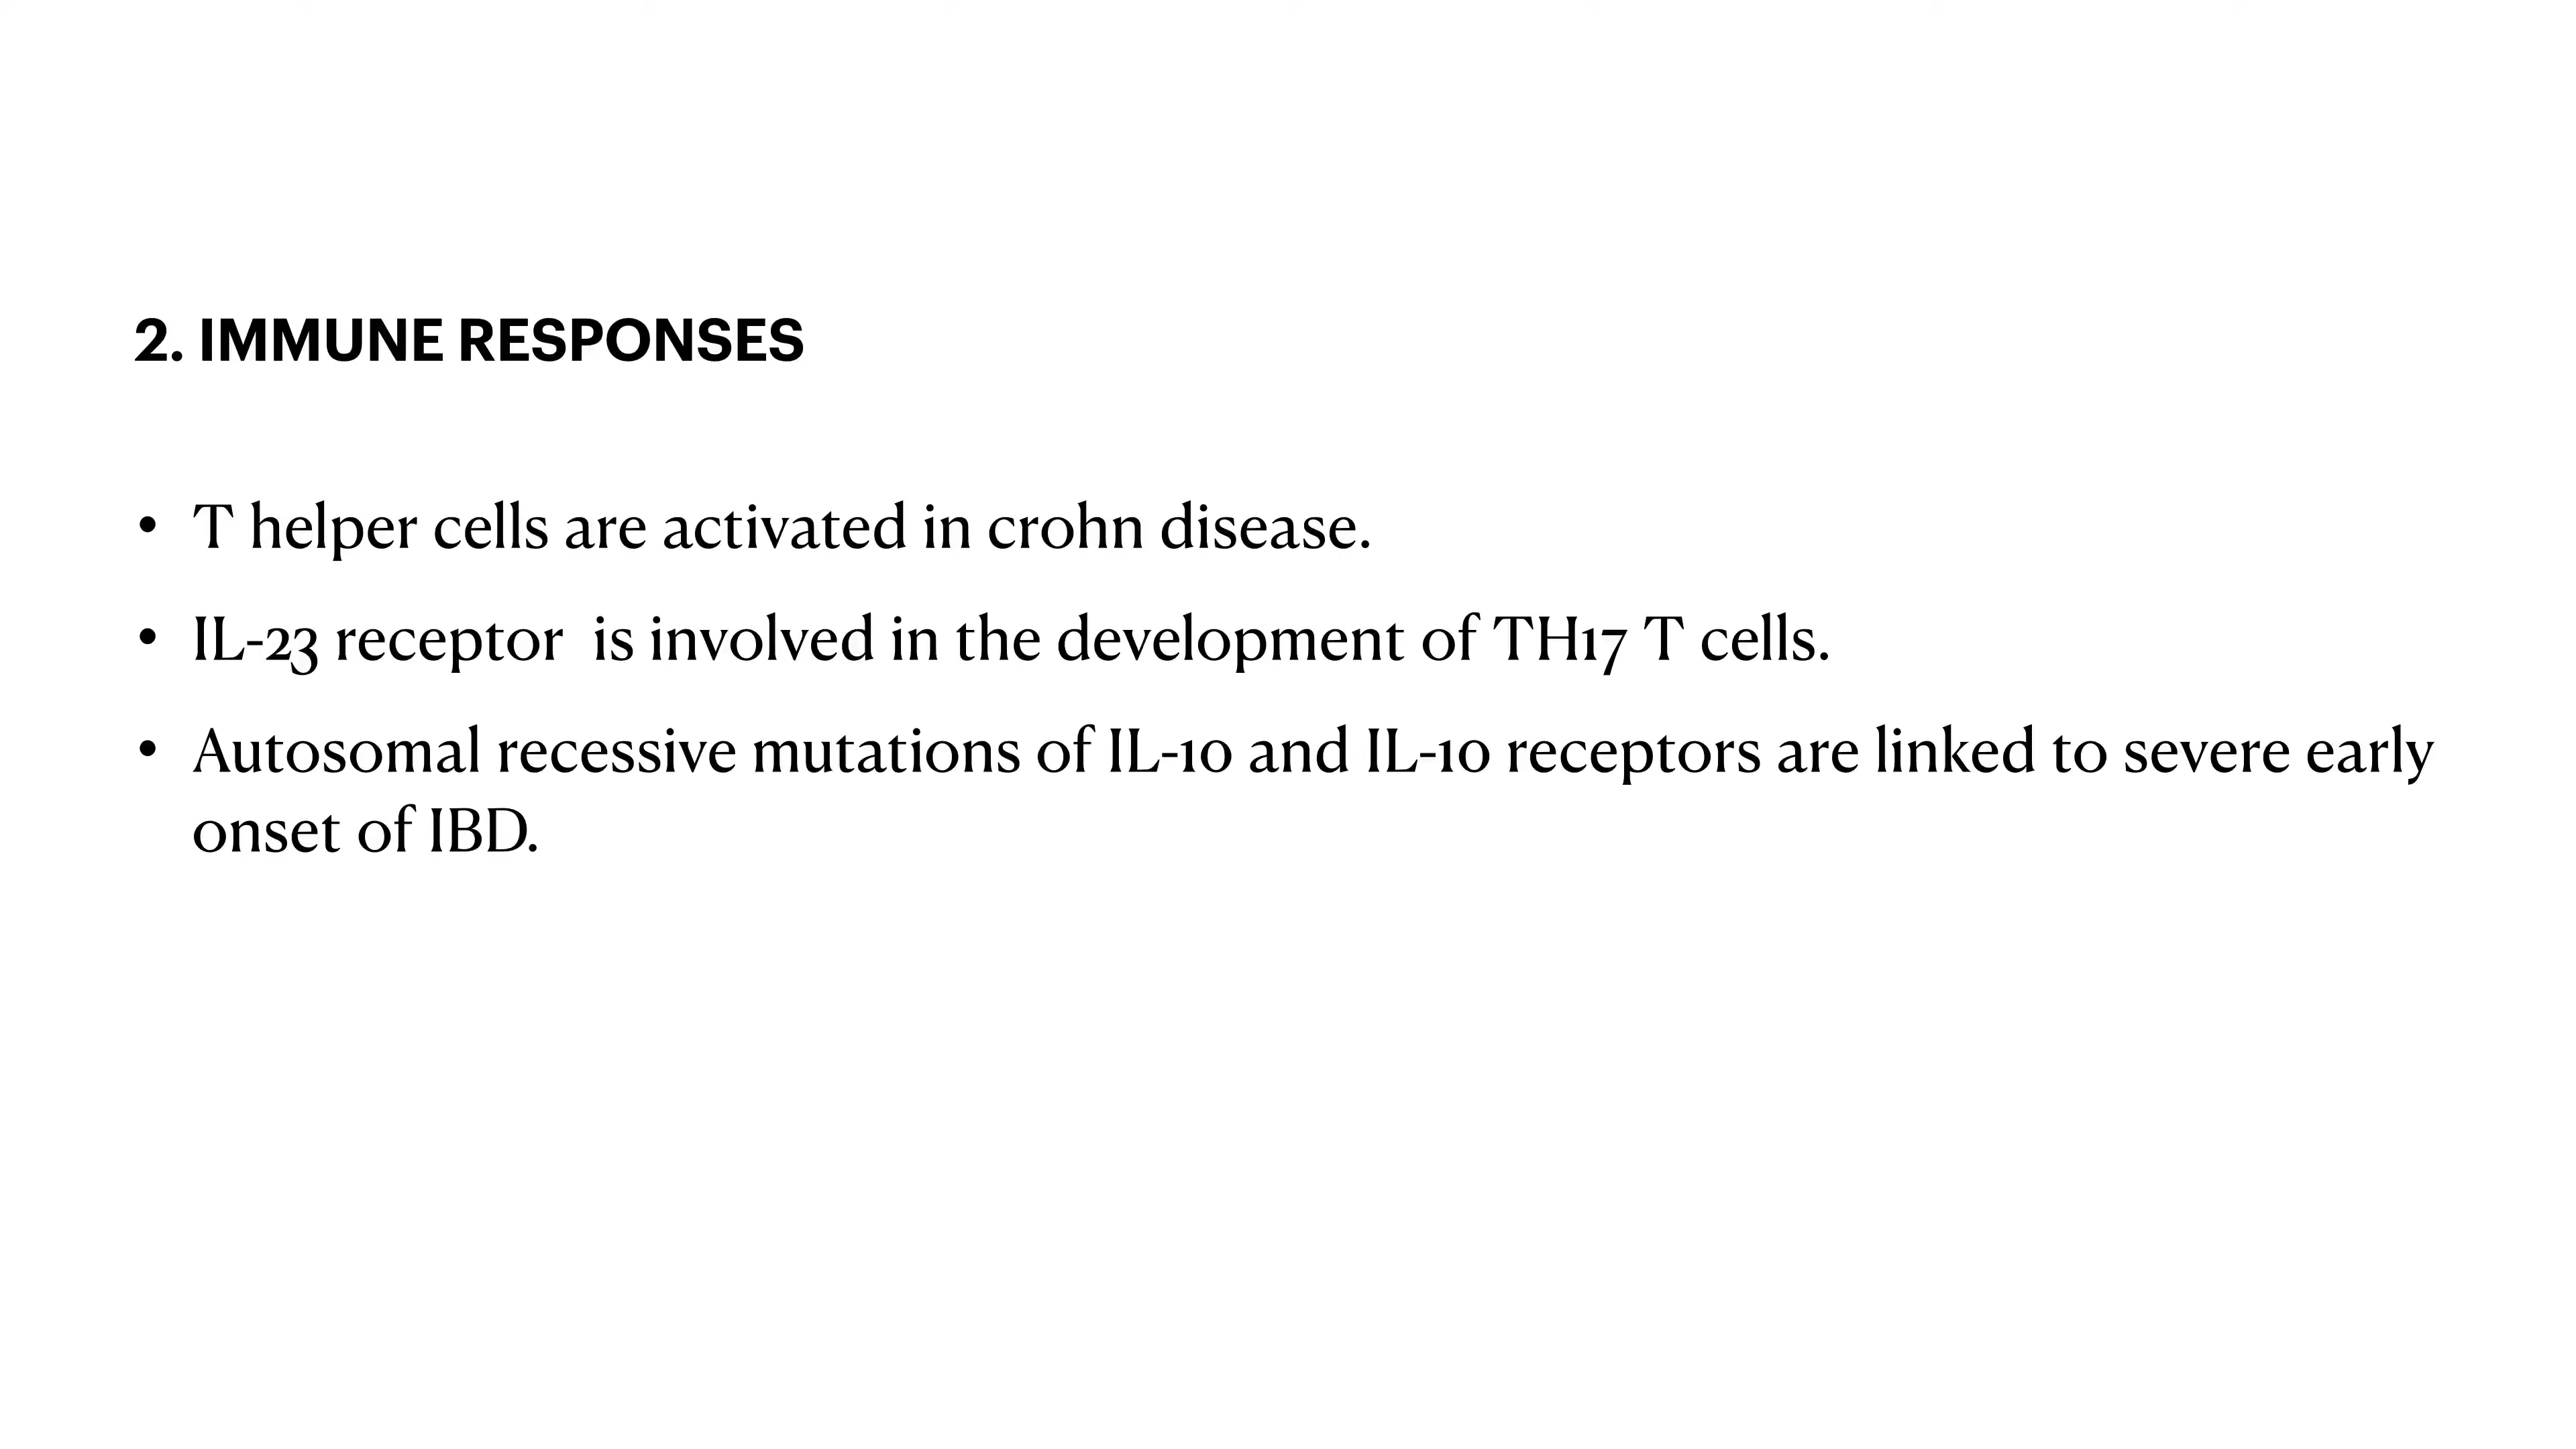 2. IMMUNE RESPONSES
• T helper cells are activated in crohn disease.
• IL-23 receptor  is involved in the development of TH17 T cells.
• Autosomal recessive mutations of IL-10 and IL-10 receptors are linked to severe early
onset of IBD.